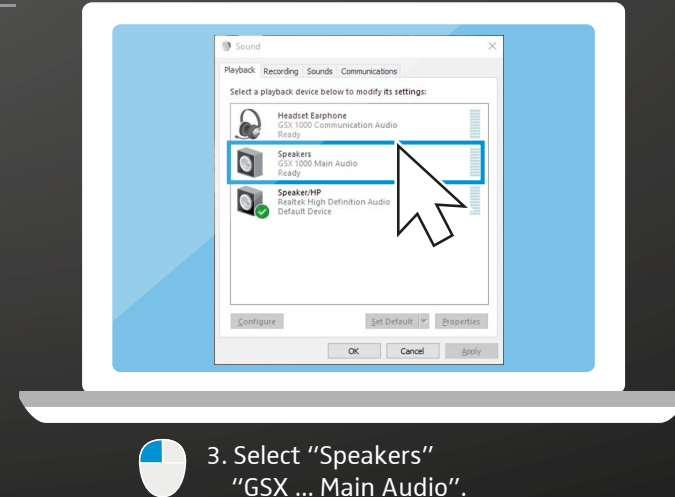 Sound
Playback Recording Sounds Communications
Select a playback device below to modify its settings:
Headset Earphone
GSX 1000 Communication Audio
Ready
Speakers
GSX 1000 Main Audio
Ready
Speaker/HP
Realtek High Definition Audio
Default Device
Configure Set Default Properties
OK Cancel Apply
3. Select "Speakers"
"GSX ... Main Audio".